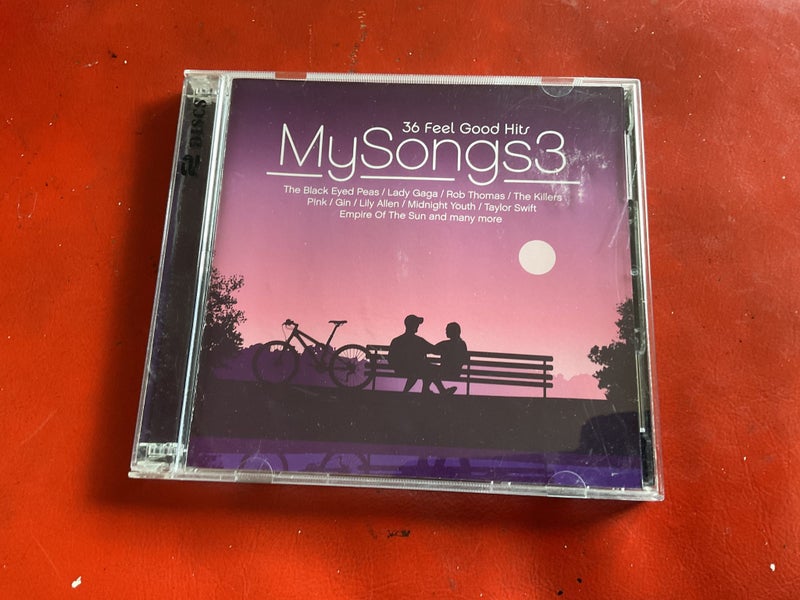 2 DISCS
36 Feel Good Hits
MySongs3
The Black Eyed Peas / Lady Gaga / Rob Thomas / The Killers
Pink / Gin / Lily Allen / Midnight Youth / Taylor Swift
Empire Of The Sun and many more